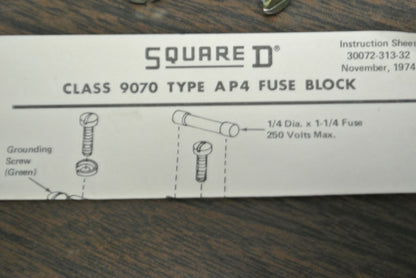 SQUARE D®
Instruction Sheet
30072-313-32
November, 1974
CLASS 9070 TYPE AP4 FUSE BLOCK
1/4 Dia. x 1-1/4 Fuse
250 Volts Max.
Grounding
Screw
(Green)